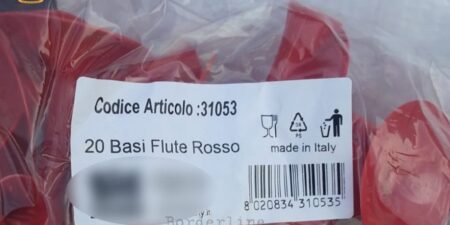 Codice Articolo :31053
20 Basi Flute Rosso
made in Italy
8 020834 310535
Borderline